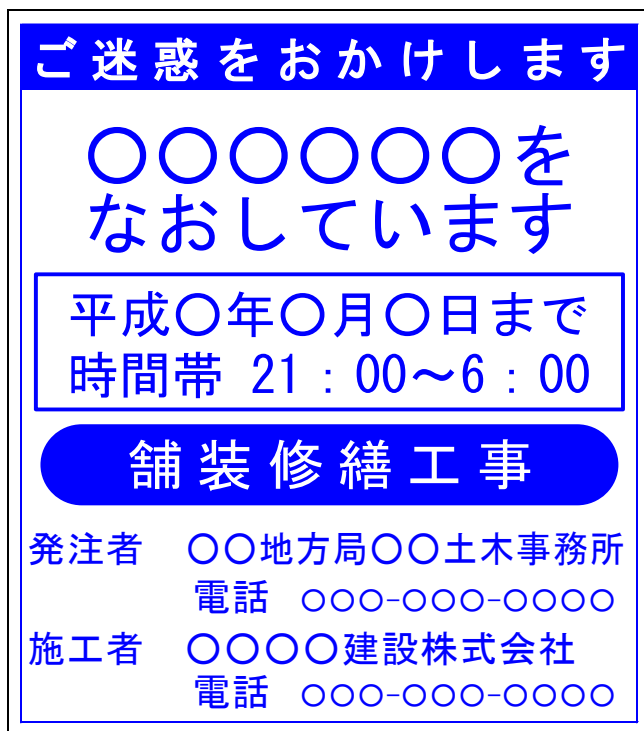 ご迷惑をおかけします
〇〇〇〇〇〇を
なおしています
平成〇年〇月〇日まで
時間帯 21：00～6：00
舗装修繕工事
発注者 〇〇地方局〇〇土木事務所
電話 〇〇〇-〇〇〇-〇〇〇〇
施工者 〇〇〇〇建設株式会社
電話 〇〇〇-〇〇〇-〇〇〇〇